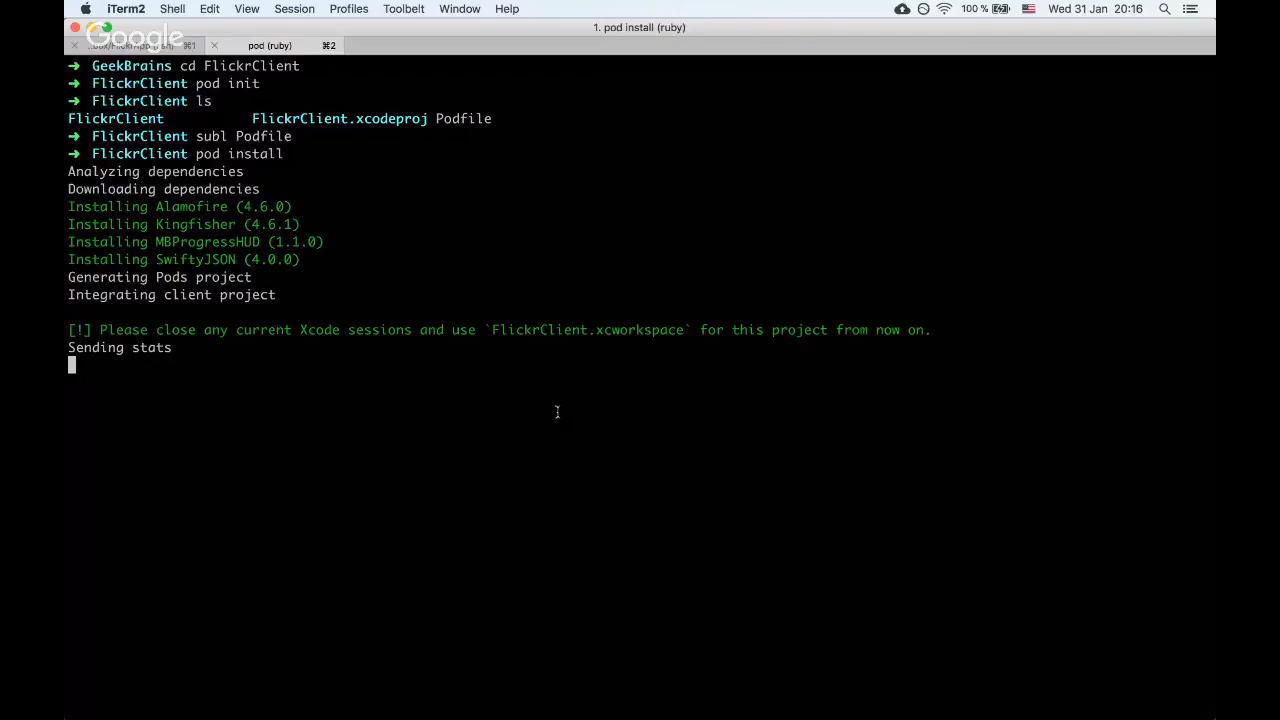 iTerm2 Shell Edit View Session Profiles Toolbelt Window Help 100 % Wed 31 Jan 20:16
1. pod install (ruby)
Google
⌘1 pod (ruby) ⌘2
➜ GeekBrains cd FlickrClient
➜ FlickrClient pod init
➜ FlickrClient ls
FlickrClient FlickrClient.xcodeproj Podfile
➜ FlickrClient subl Podfile
➜ FlickrClient pod install
Analyzing dependencies
Downloading dependencies
Installing Alamofire (4.6.0)
Installing Kingfisher (4.6.1)
Installing MBProgressHUD (1.1.0)
Installing SwiftyJSON (4.0.0)
Generating Pods project
Integrating client project
[!] Please close any current Xcode sessions and use `FlickrClient.xcworkspace` for this project from now on.
Sending stats